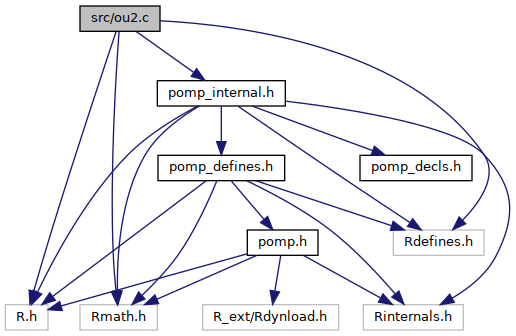 src/ou2.c
pomp_internal.h
pomp_defines.h
pomp_decls.h
pomp.h
Rdefines.h
R.h
Rmath.h
R_ext/Rdynload.h
Rinternals.h